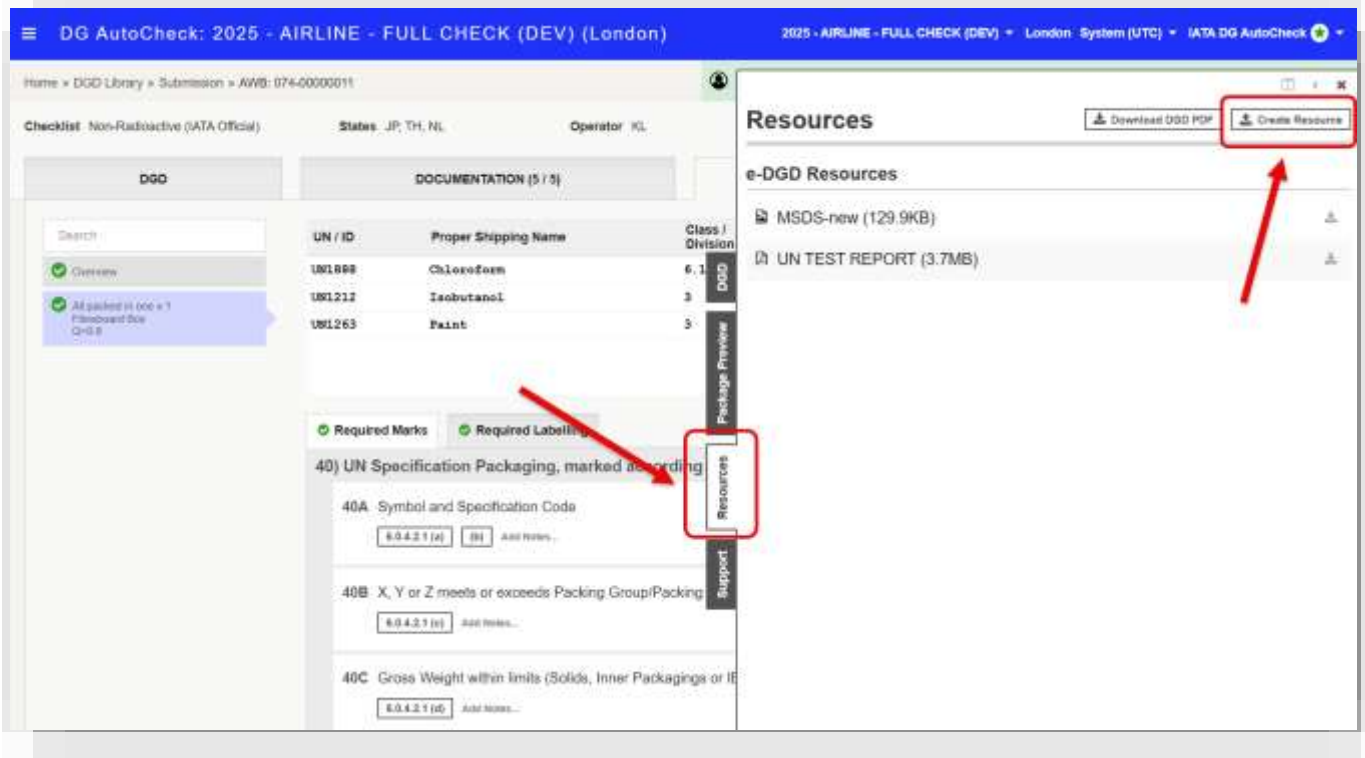 DG AutoCheck: 2025 - AIRLINE - FULL CHECK (DEV) (London)
2025 - AIRLINE - FULL CHECK (DEV)
London
System (UTC)
IATA DG AutoCheck
Home » DGD Library » Submission » AWB: 074-00000011
Checklist Non-Radioactive (IATA Official)
States JP, TH, NL
Operator KL
DGD
DOCUMENTATION (5 / 5)
Search
Overview
All packed in one x 1
Fibreboard Box
Q=0.8
UN / ID
Proper Shipping Name
Class / Division
UN1888
Chloroform
6.1
UN1212
Isobutanol
3
UN1263
Paint
3
Required Marks
Required Labelling
40) UN Specification Packaging, marked according
40A Symbol and Specification Code
6.0.4.2.1 (a)
(b)
Add Notes...
40B X, Y or Z meets or exceeds Packing Group/Packing
6.0.4.2.1 (c)
Add Notes...
40C Gross Weight within limits (Solids, Inner Packagings or IB
6.0.4.2.1 (d)
Add Notes...
DGD
Package Preview
Resources
Support
Resources
Download DGD PDF
Create Resource
e-DGD Resources
MSDS-new (129.9KB)
UN TEST REPORT (3.7MB)